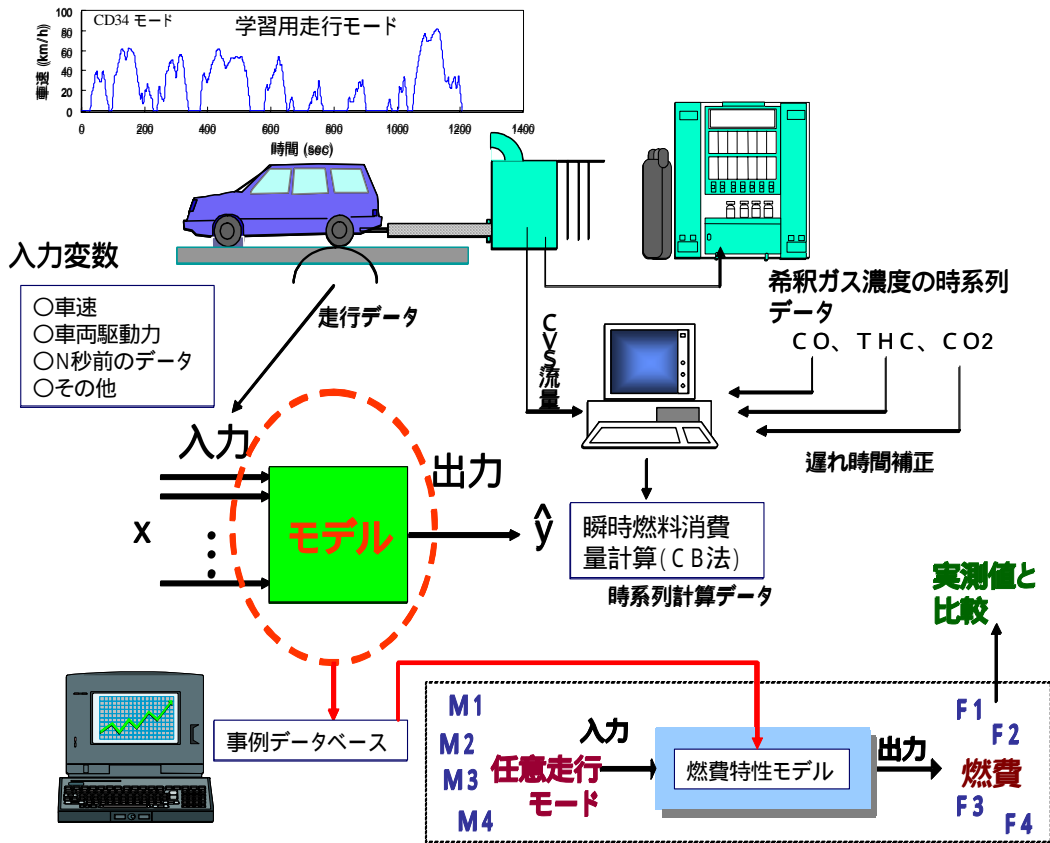 CD34 モード
学習用走行モード
車速 (km/h)
100
80
60
40
20
0
0 200 400 600 800 1000 1200 1400
時間 (sec)
入力変数
○車速
○車両駆動力
○N秒前のデータ
○その他
走行データ
CVS流量
希釈ガス濃度の時系列
データ
CO、THC、CO2
遅れ時間補正
入力
出力
x
⋮
モデル
ŷ
瞬時燃料消費
量計算(CB法)
時系列計算データ
実測値と
比較
事例データベース
M1
M2
M3
M4
任意走行
モード
入力
燃費特性モデル
出力
F1
F2
燃費
F3
F4